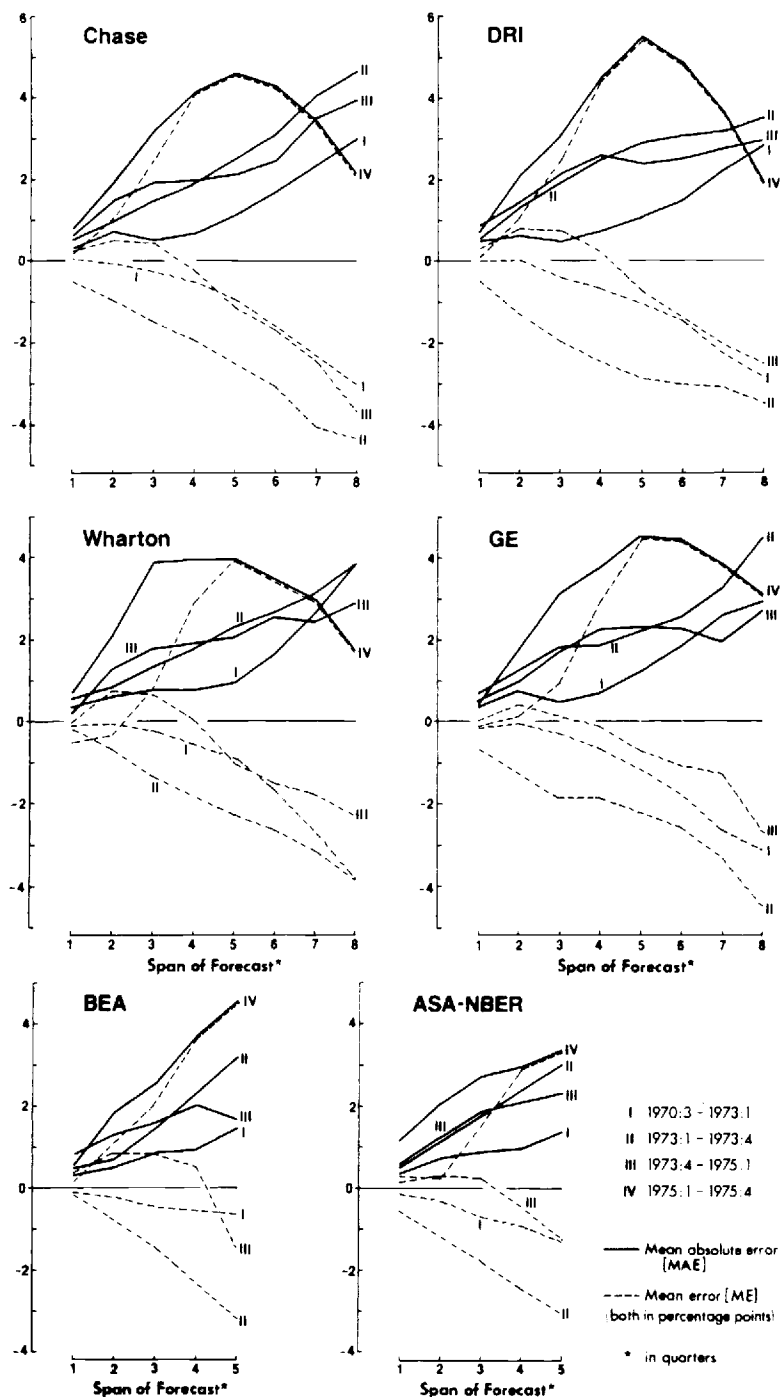 Chase
6
4
2
0
-2
-4
II
III
I
IV
I
I
III
II
1 2 3 4 5 6 7 8
DRI
6
4
2
0
-2
-4
II
III
I
IV
II
III
I
II
1 2 3 4 5 6 7 8
Wharton
4
2
0
-2
-4
III
II
I
III
IV
I
II
III
1 2 3 4 5 6 7 8
Span of Forecast*
GE
4
2
0
-2
-4
II
IV
I
III
II
I
III
I
II
1 2 3 4 5 6 7 8
Span of Forecast*
BEA
4
2
0
-2
-4
IV
II
III
I
I
III
II
1 2 3 4 5
Span of Forecast*
ASA-NBER
4
2
0
-2
-4
IV
II
III
III
I
III
I
II
1 2 3 4 5
Span of Forecast*
I 1970:3 - 1973:1
II 1973:1 - 1973:4
III 1973:4 - 1975:1
IV 1975:1 - 1975:4
Mean absolute error
[MAE]
Mean error [ME]
(both in percentage points)
* in quarters